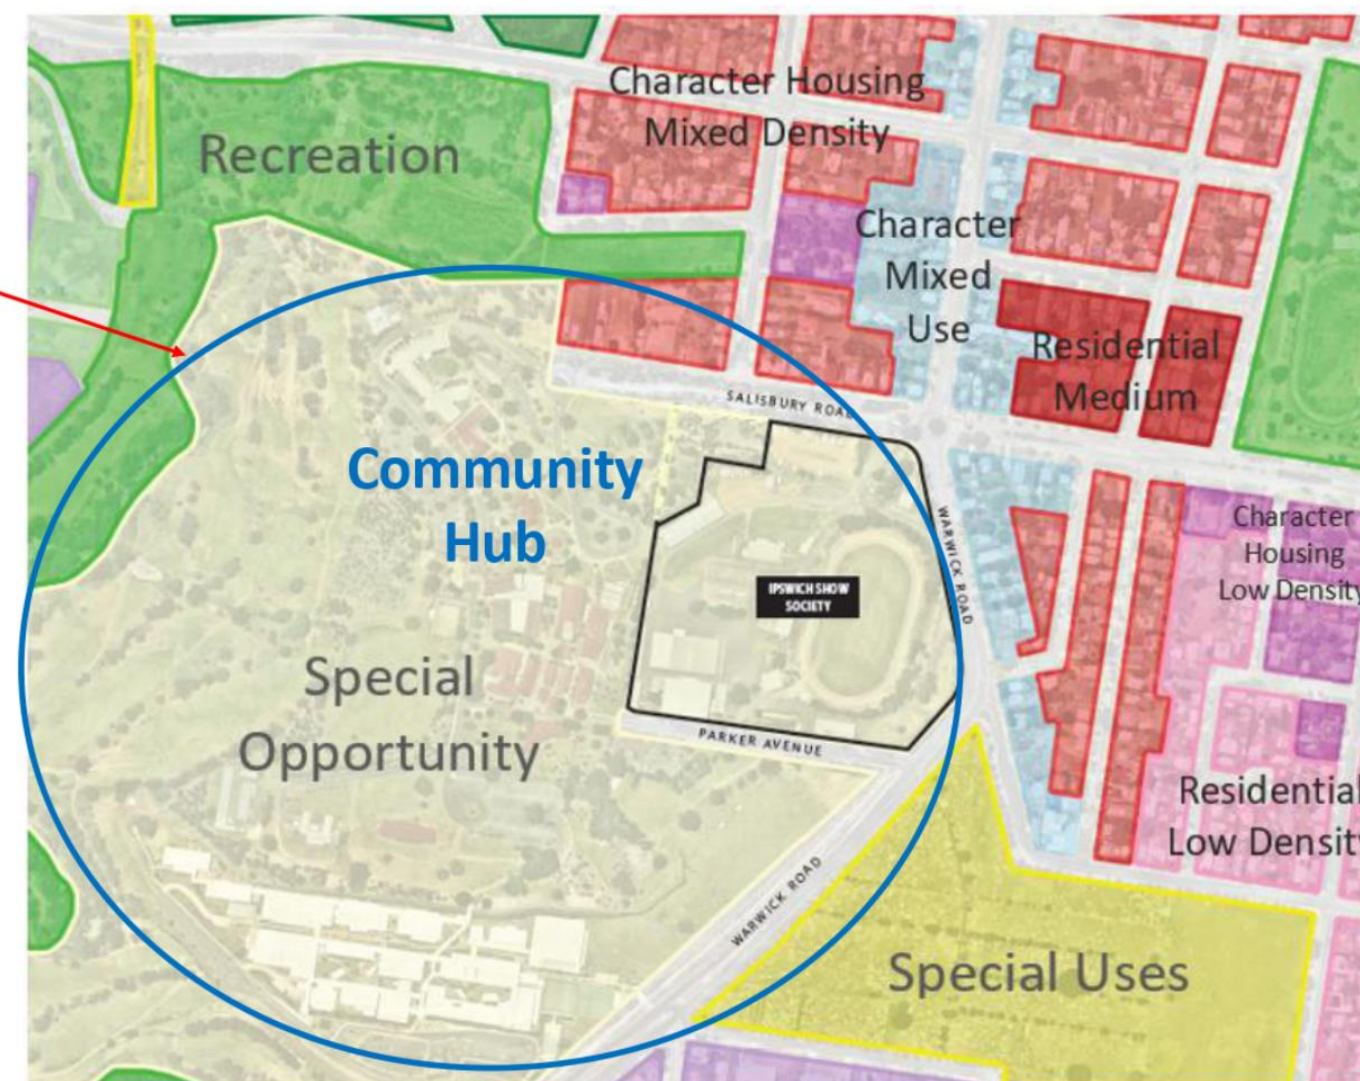 Character Housing
Mixed Density
Recreation
Character
Mixed
Use
Residential
Medium
SALISBURY ROAD
Community
Hub
WARWICK ROAD
Character
Housing
Low Density
IPSWICH SHOW
SOCIETY
Special
Opportunity
PARKER AVENUE
Residential
Low Densit
WARWICK ROAD
Special Uses